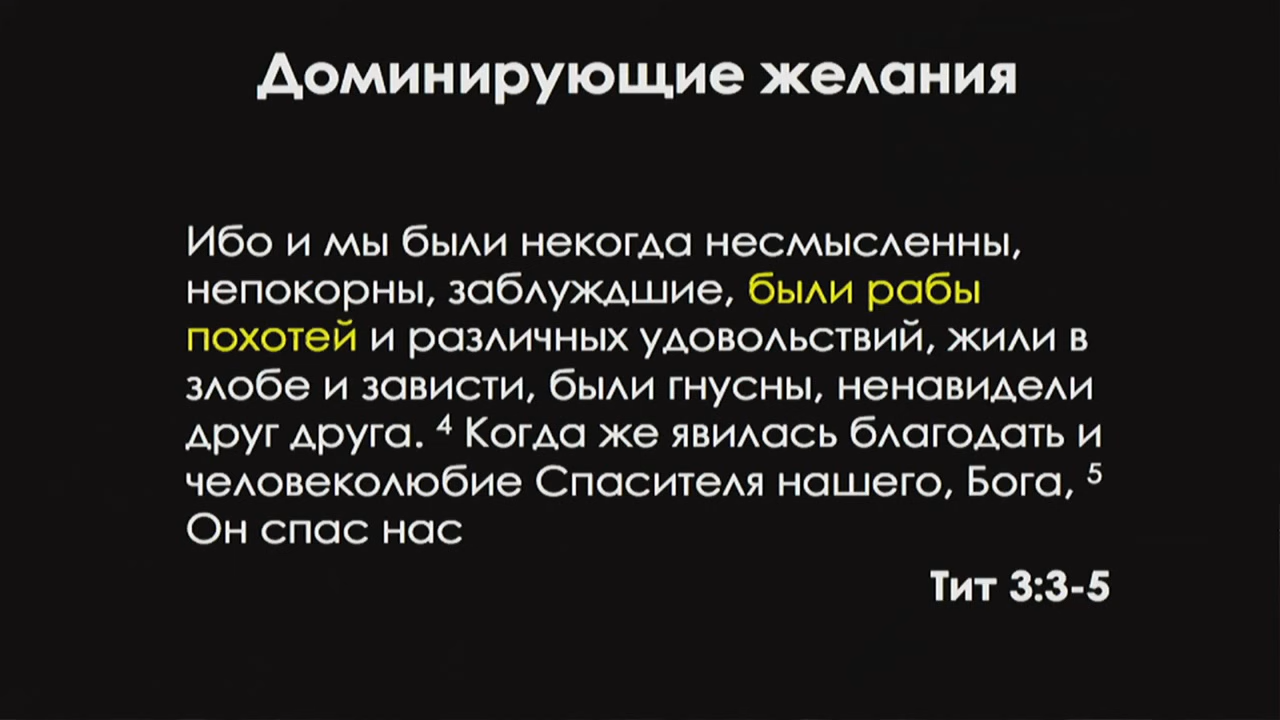 Доминирующие желания
Ибо и мы были некогда несмысленны,
непокорны, заблуждшие, были рабы
похотей и различных удовольствий, жили в
злобе и зависти, были гнусны, ненавидели
друг друга. ⁴ Когда же явилась благодать и
человеколюбие Спасителя нашего, Бога, ⁵
Он спас нас
Тит 3:3-5